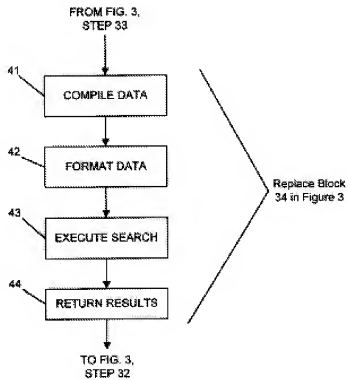 FROM FIG. 3,
STEP 33
41
COMPILE DATA
42
FORMAT DATA
43
EXECUTE SEARCH
44
RETURN RESULTS
TO FIG. 3,
STEP 32
Replace Block
34 in Figure 3